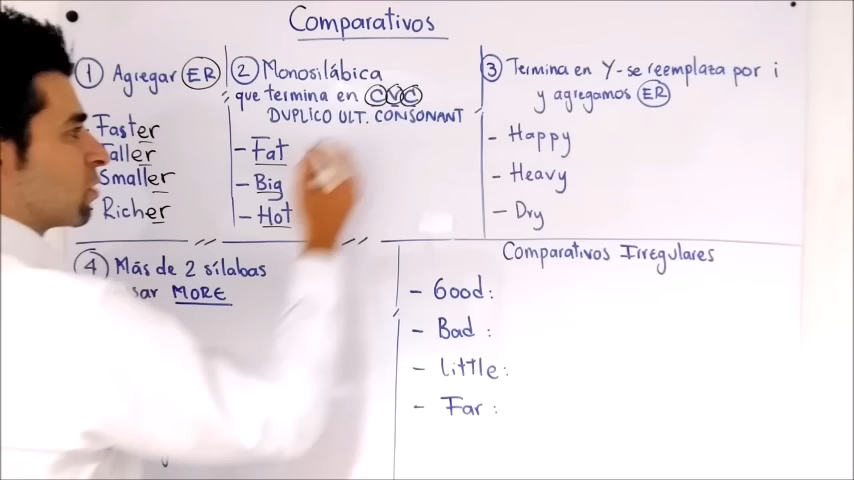 Comparativos
1 Agregar ER
Faster
Taller
Smaller
Richer
2 Monosilábica
que termina en CVC
DUPLICO ULT. CONSONANT
- Fat
- Big
- Hot
3 Termina en Y - se reemplaza por i
y agregamos ER
- Happy
- Heavy
- Dry
4 Más de 2 sílabas
MORE
Comparativos Irregulares
- Good:
- Bad :
- Little:
- Far :